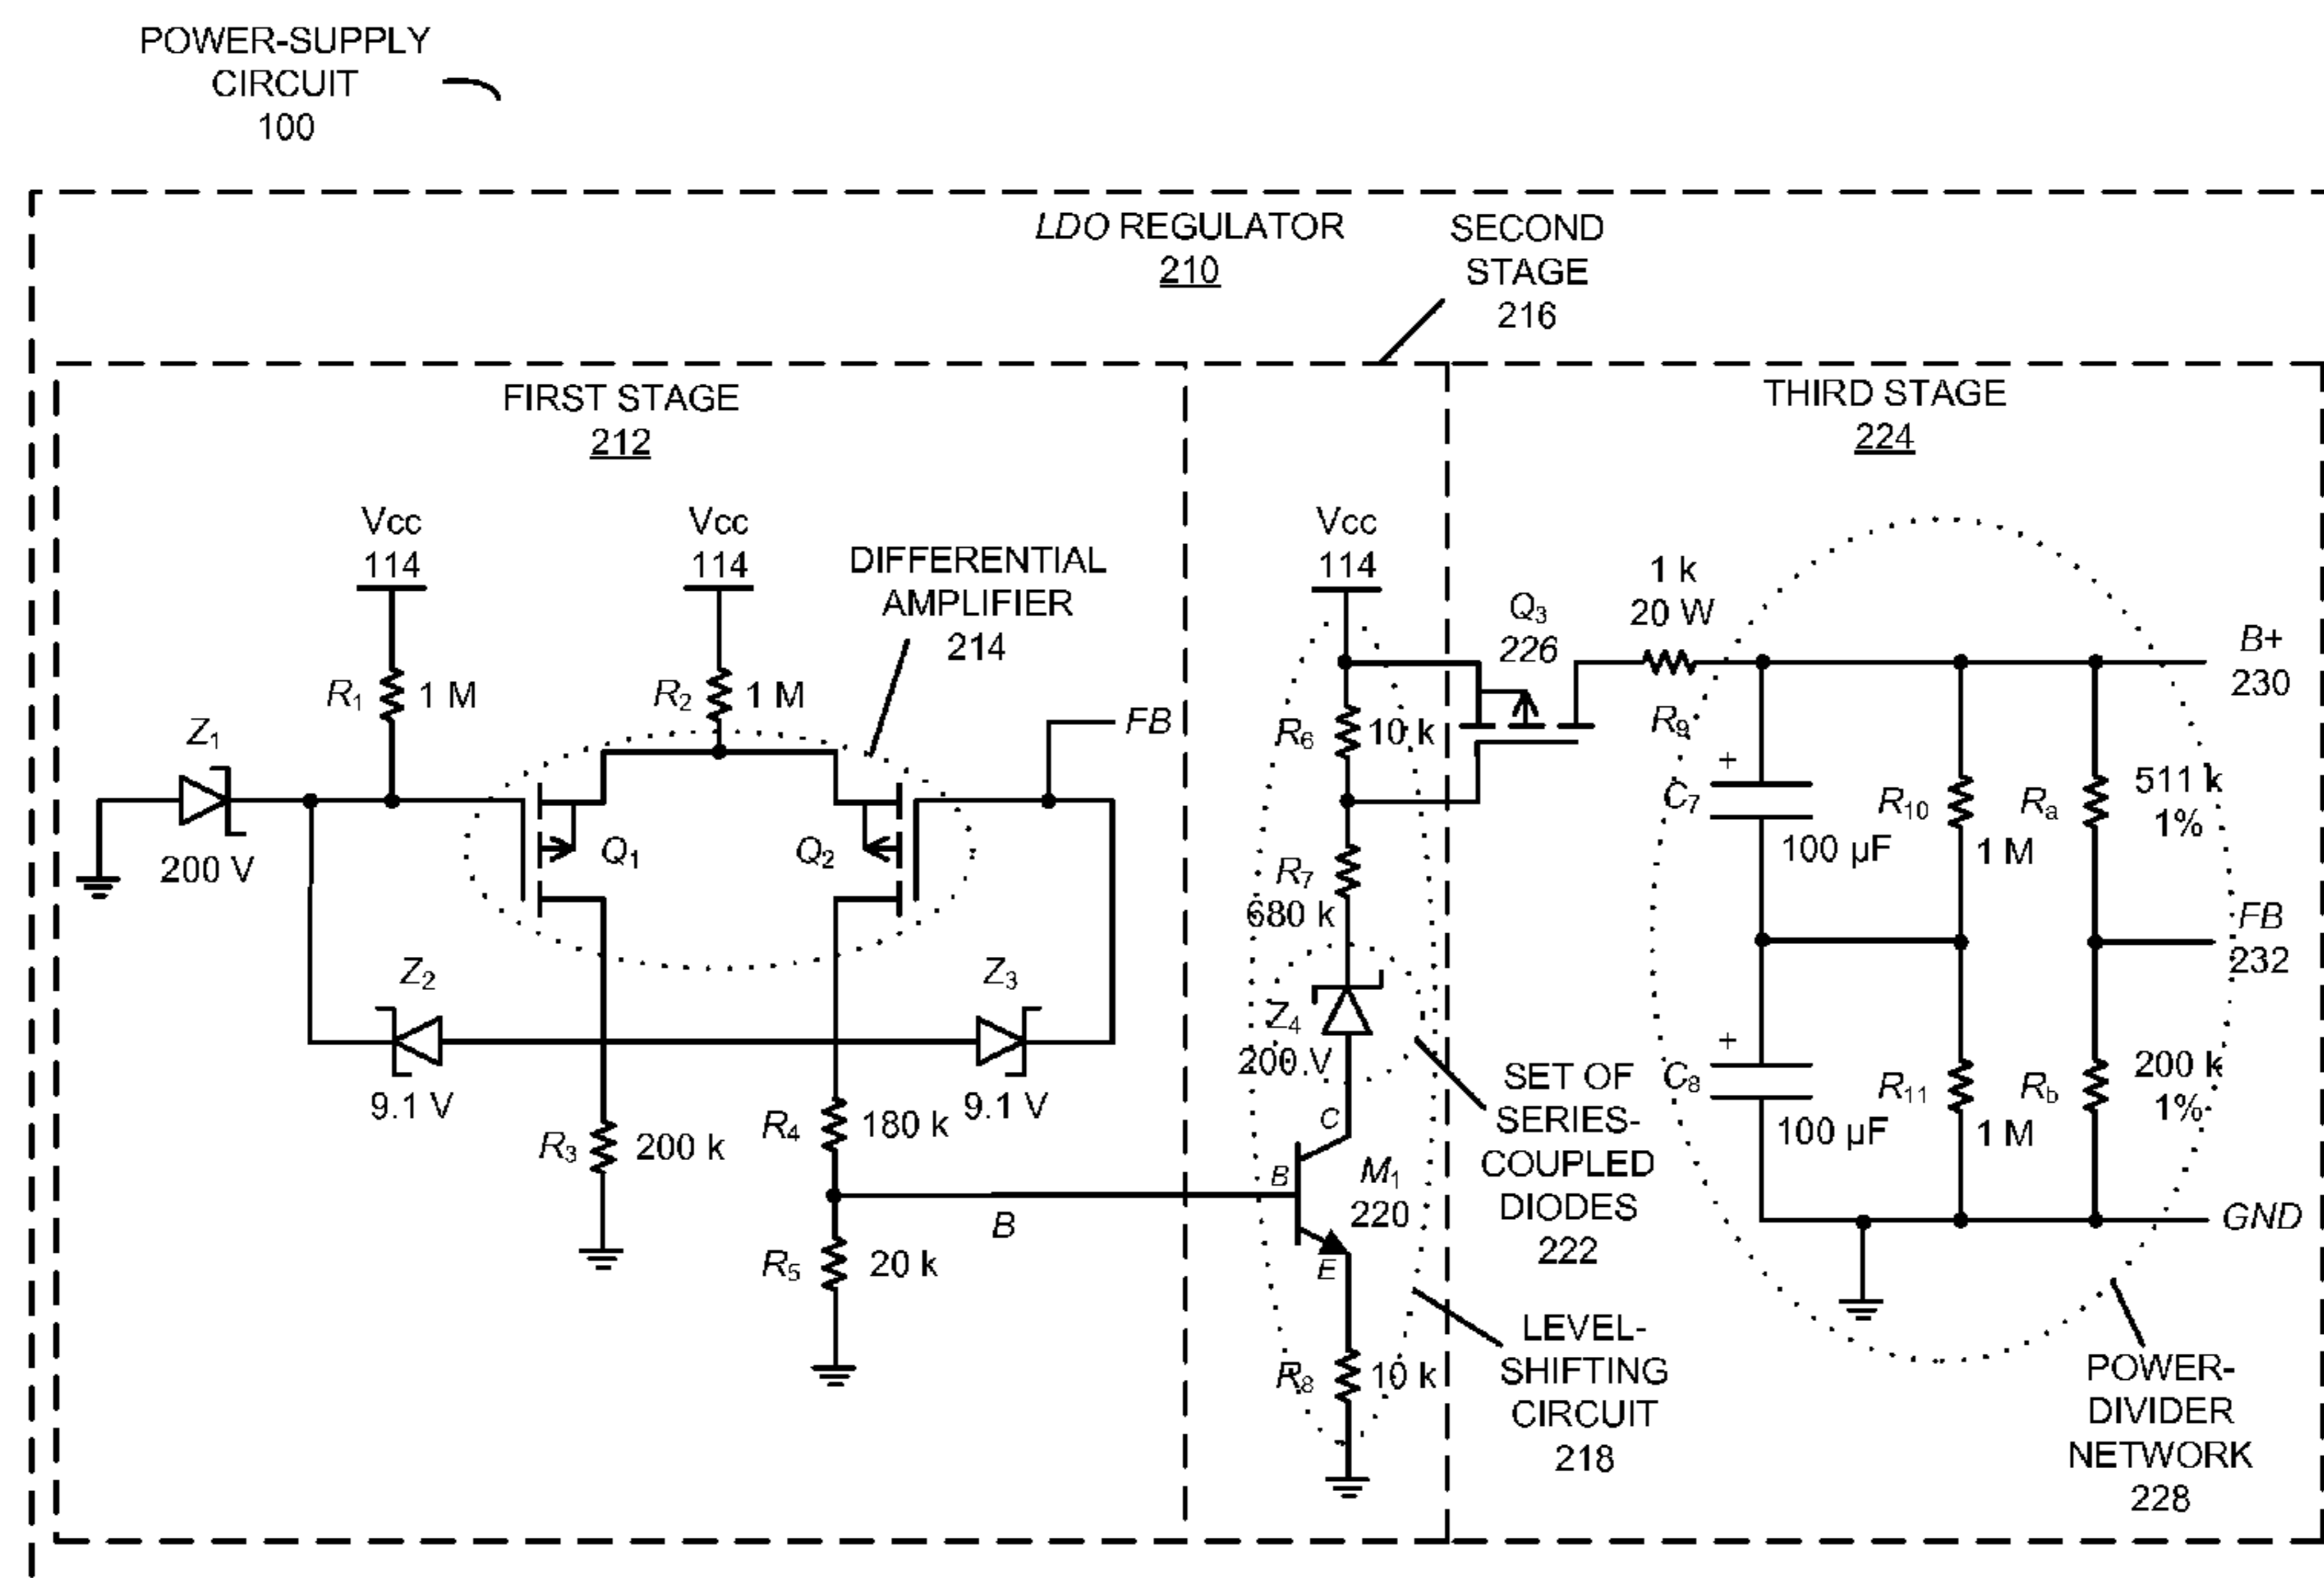 POWER-SUPPLY
CIRCUIT
100
LDO REGULATOR
210
SECOND
STAGE
216
FIRST STAGE
212
THIRD STAGE
224
Vcc
114
Vcc
114
DIFFERENTIAL
AMPLIFIER
214
Vcc
114
R1
1 M
R2
1 M
FB
Z1
200 V
Q1
Q2
Z2
9.1 V
Z3
9.1 V
R3
200 k
R4
180 k
R5
20 k
B
R6
10 k
R7
680 k
Z4
200 V
C
B
M1
220
E
R8
10 k
SET OF
SERIES-
COUPLED
DIODES
222
LEVEL-
SHIFTING
CIRCUIT
218
Q3
226
1 k
20 W
R9
B+
230
+
C7
100 µF
R10
1 M
Ra
511 k
1%
FB
232
+
C8
100 µF
R11
1 M
Rb
200 k
1%
GND
POWER-
DIVIDER
NETWORK
228